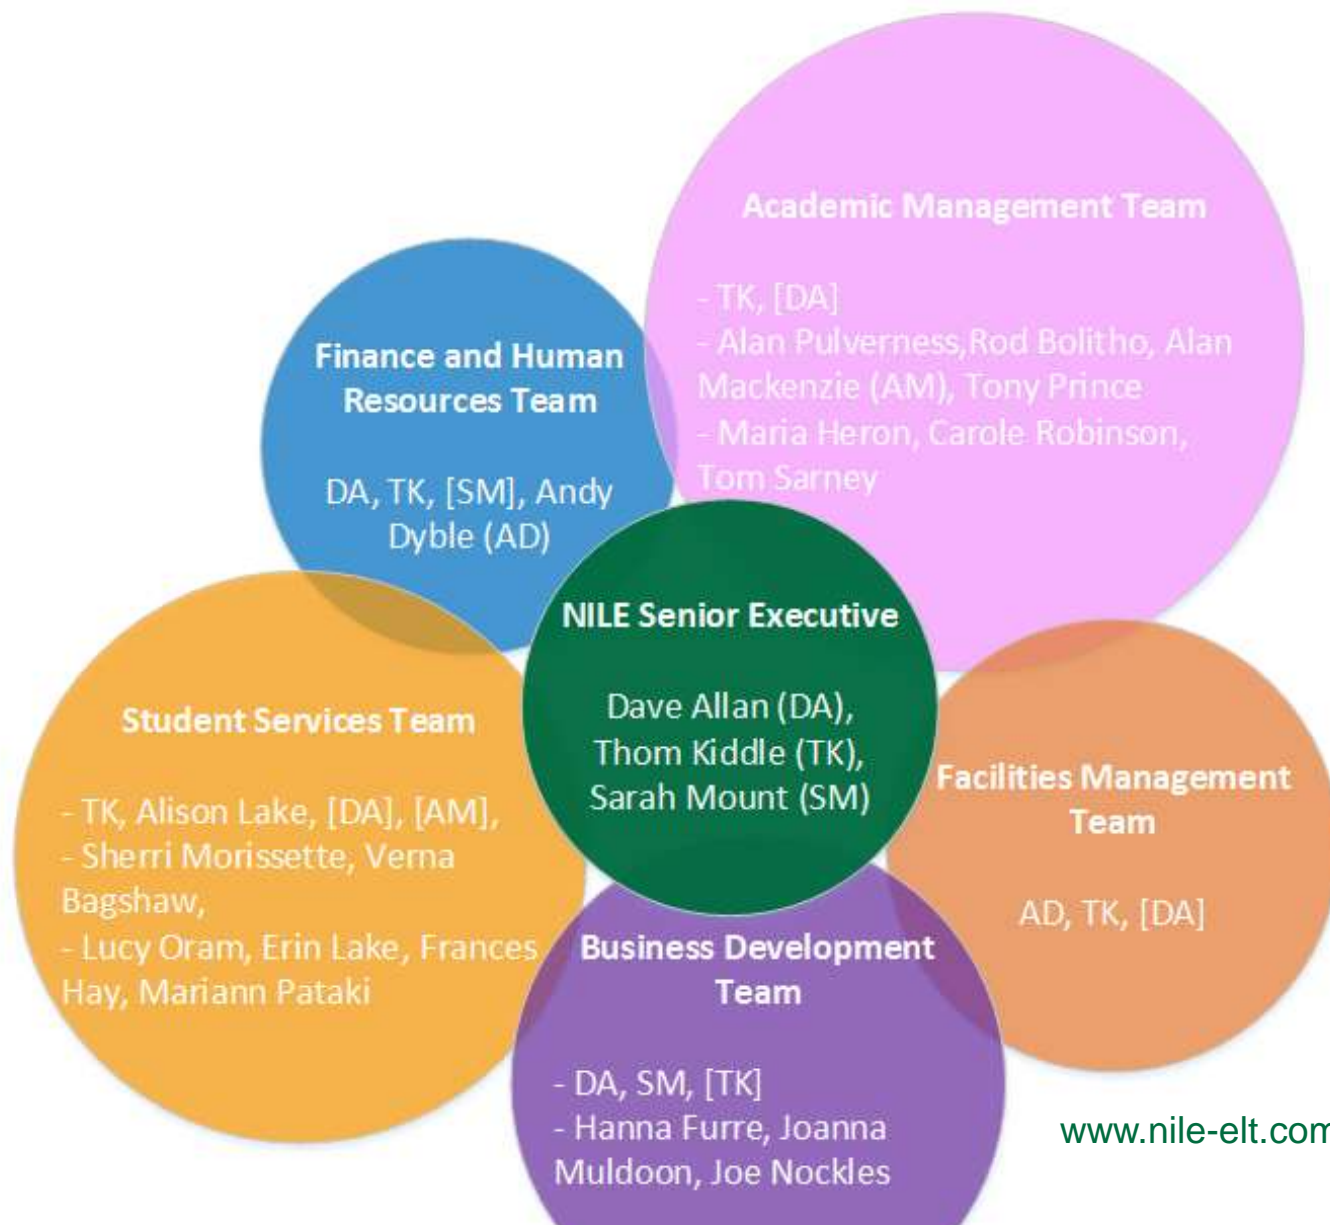 Academic Management Team
- TK, [DA]
- Alan Pulverness,Rod Bolitho, Alan
Mackenzie (AM), Tony Prince
- Maria Heron, Carole Robinson,
Tom Sarney
Finance and Human
Resources Team
DA, TK, [SM], Andy
Dyble (AD)
NILE Senior Executive
Dave Allan (DA),
Thom Kiddle (TK),
Sarah Mount (SM)
Student Services Team
- TK, Alison Lake, [DA], [AM],
- Sherri Morissette, Verna
Bagshaw,
- Lucy Oram, Erin Lake, Frances
Hay, Mariann Pataki
Facilities Management
Team
AD, TK, [DA]
Business Development
Team
- DA, SM, [TK]
- Hanna Furre, Joanna
Muldoon, Joe Nockles
www.nile-elt.com